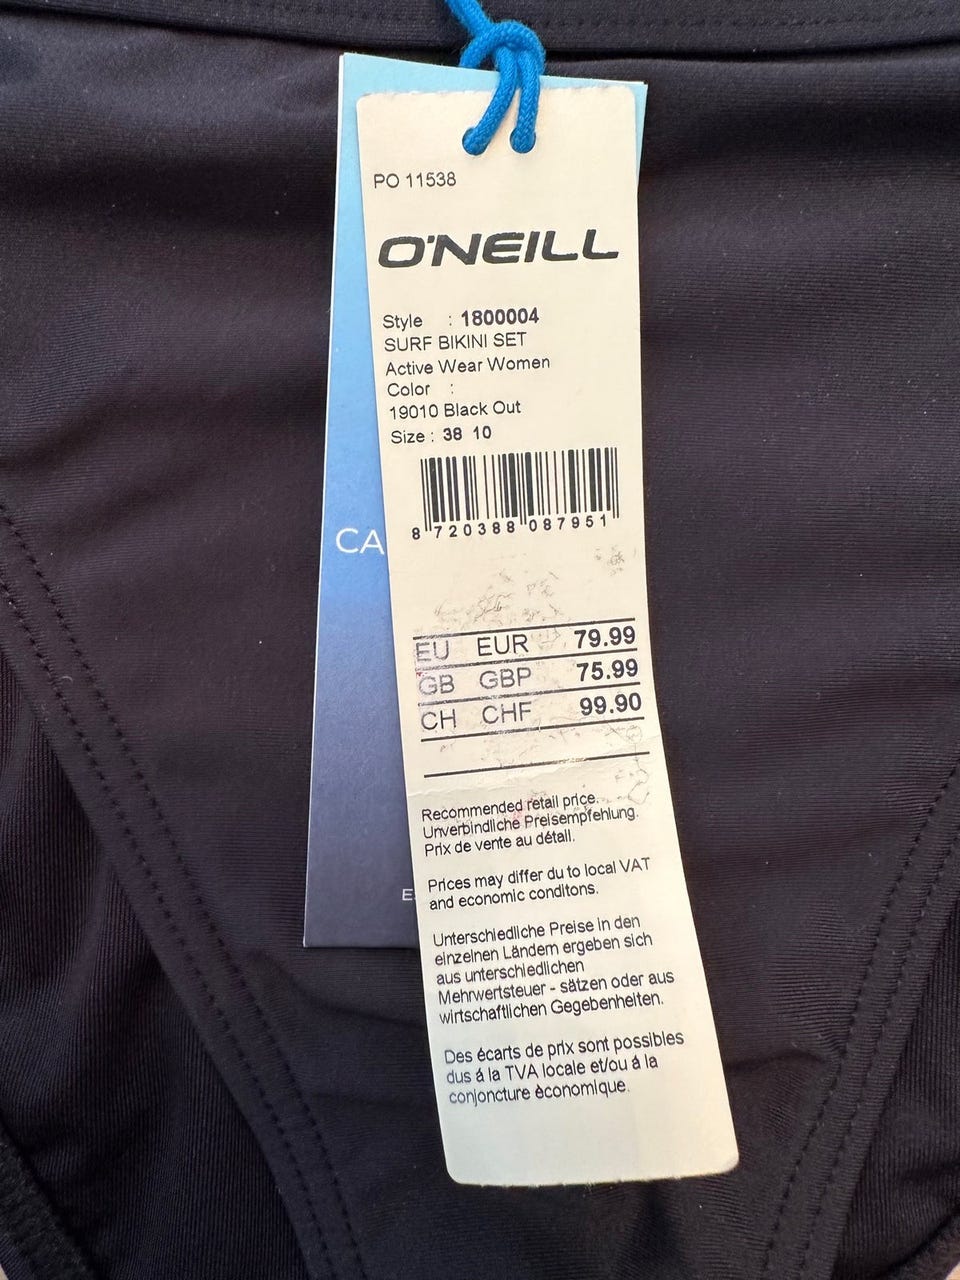 PO 11538
O'NEILL
Style : 1800004
SURF BIKINI SET
Active Wear Women
Color :
19010 Black Out
Size : 38 10
8 720388 087951
EU EUR 79.99
GB GBP 75.99
CH CHF 99.90
Recommended retail price.
Unverbindliche Preisempfehlung.
Prix de vente au détail.
Prices may differ du to local VAT
and economic conditons.
Unterschiedliche Preise in den
einzelnen Ländern ergeben sich
aus unterschiedlichen
Mehrwertsteuer - sätzen oder aus
wirtschaftlichen Gegebenheiten.
Des écarts de prix sont possibles
dus á la TVA locale et/ou á la
conjoncture èconomique.
CA